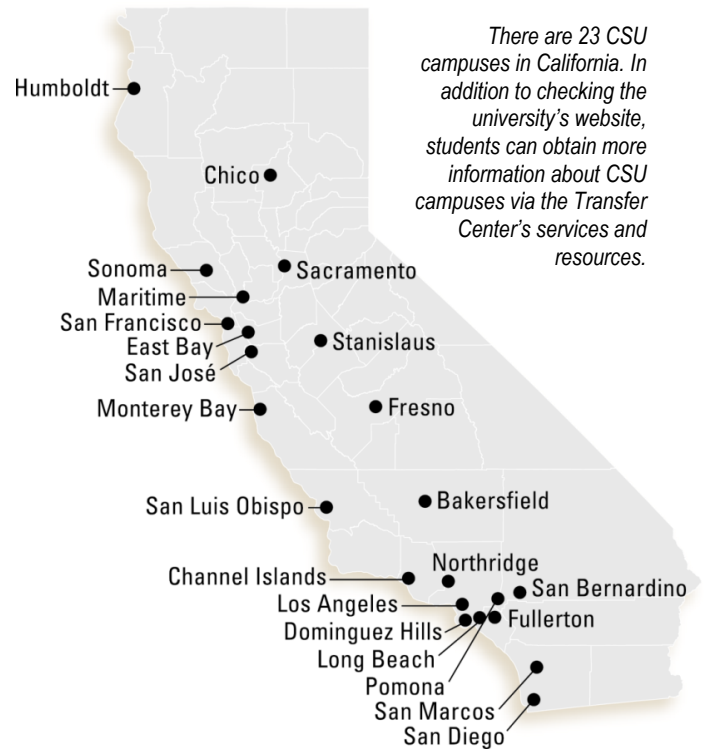 There are 23 CSU
campuses in California. In
addition to checking the
university’s website,
students can obtain more
information about CSU
campuses via the Transfer
Center’s services and
resources.
Humboldt
Chico
Sonoma
Sacramento
Maritime
San Francisco
East Bay
Stanislaus
San José
Monterey Bay
Fresno
San Luis Obispo
Bakersfield
Northridge
Channel Islands
San Bernardino
Los Angeles
Fullerton
Dominguez Hills
Long Beach
Pomona
San Marcos
San Diego